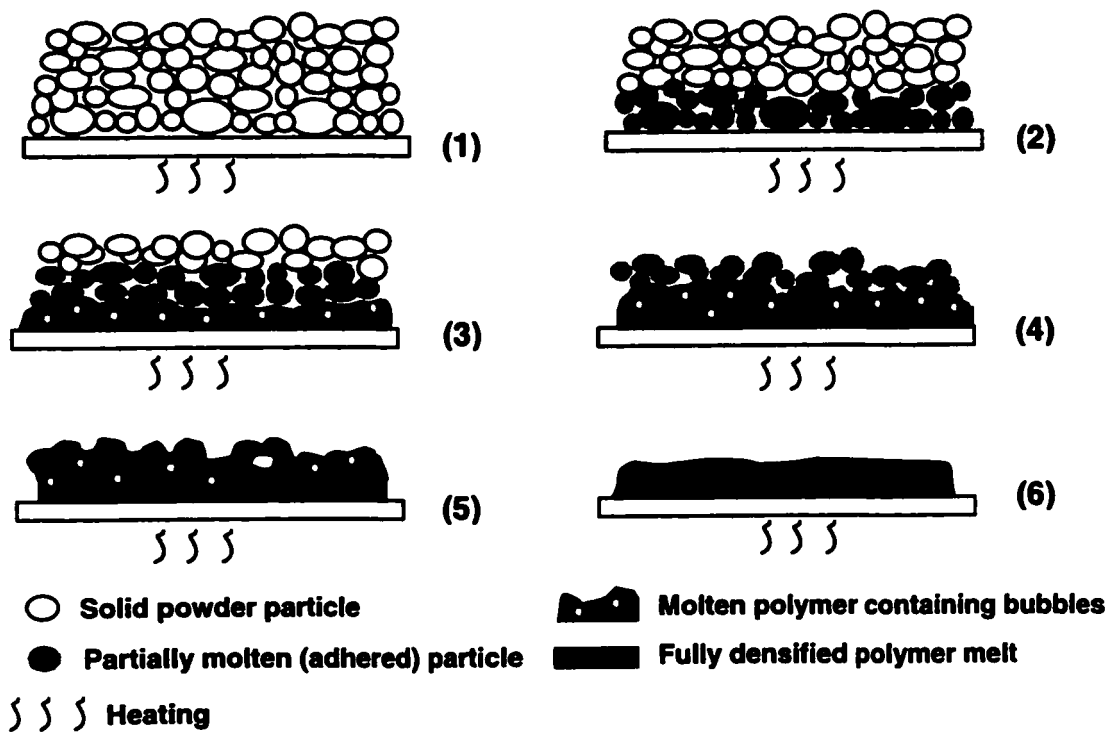 (1)
(2)
(3)
(4)
(5)
(6)
Solid powder particle
Molten polymer containing bubbles
Partially molten (adhered) particle
Fully densified polymer melt
Heating